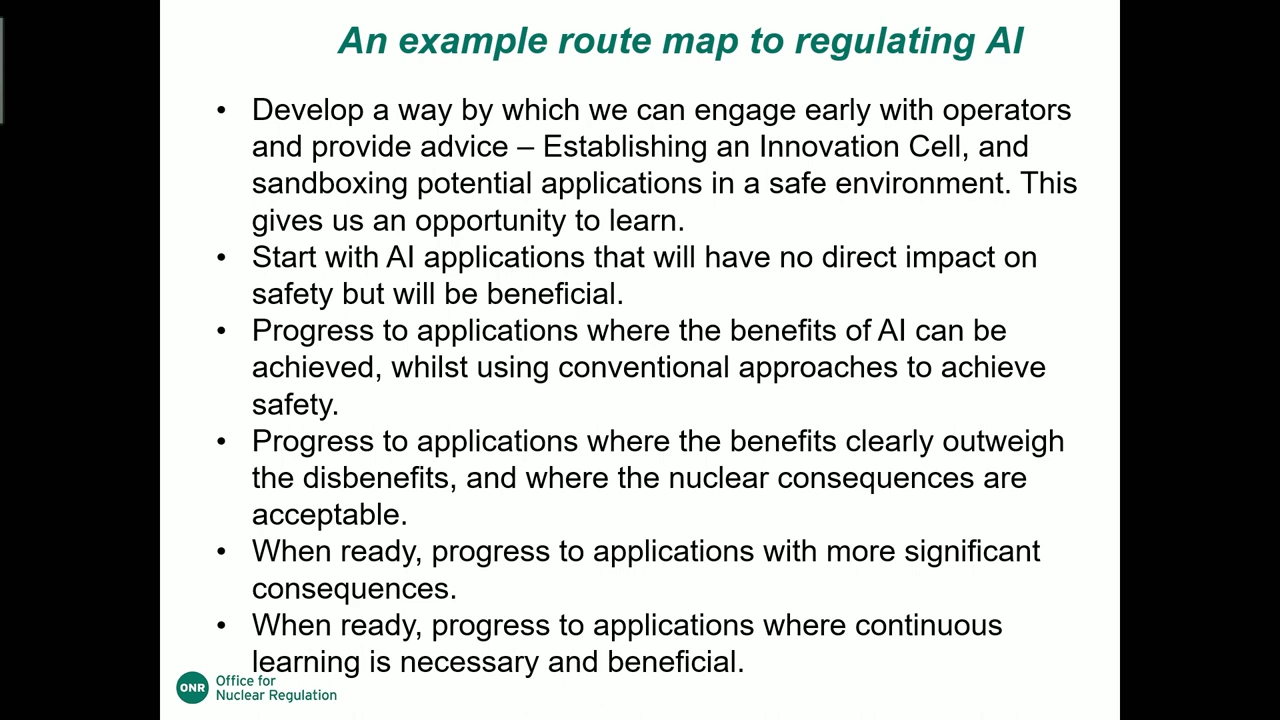 An example route map to regulating AI
• Develop a way by which we can engage early with operators
and provide advice – Establishing an Innovation Cell, and
sandboxing potential applications in a safe environment. This
gives us an opportunity to learn.
• Start with AI applications that will have no direct impact on
safety but will be beneficial.
• Progress to applications where the benefits of AI can be
achieved, whilst using conventional approaches to achieve
safety.
• Progress to applications where the benefits clearly outweigh
the disbenefits, and where the nuclear consequences are
acceptable.
• When ready, progress to applications with more significant
consequences.
• When ready, progress to applications where continuous
learning is necessary and beneficial.
ONR
Office for
Nuclear Regulation